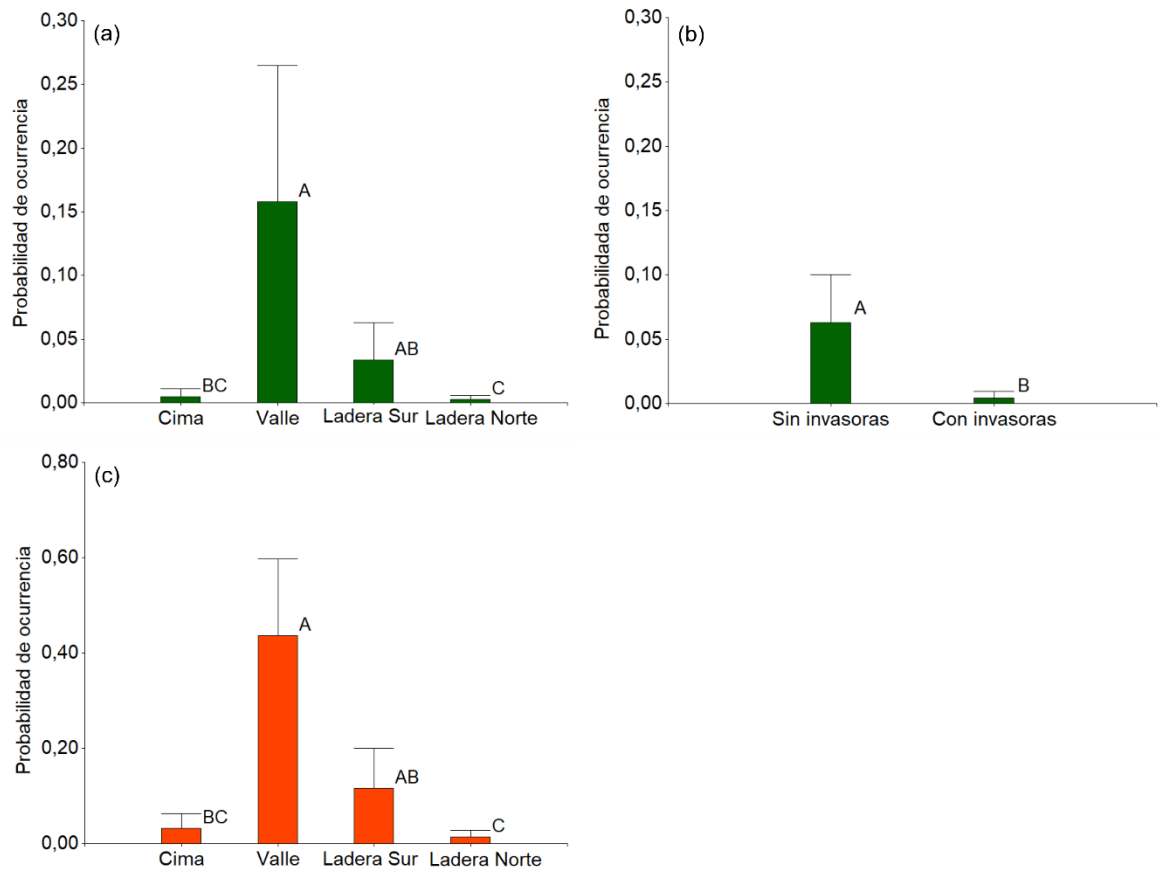 (a)
Probabilidad de ocurrencia
0,30
0,25
0,20
0,15
0,10
0,05
0,00
BC
A
AB
C
Cima Valle Ladera Sur Ladera Norte
(b)
Probabilidada de ocurrencia
0,30
0,25
0,20
0,15
0,10
0,05
0,00
A
B
Sin invasoras Con invasoras
(c)
Probabilidad de ocurrencia
0,80
0,60
0,40
0,20
0,00
BC
A
AB
C
Cima Valle Ladera Sur Ladera Norte